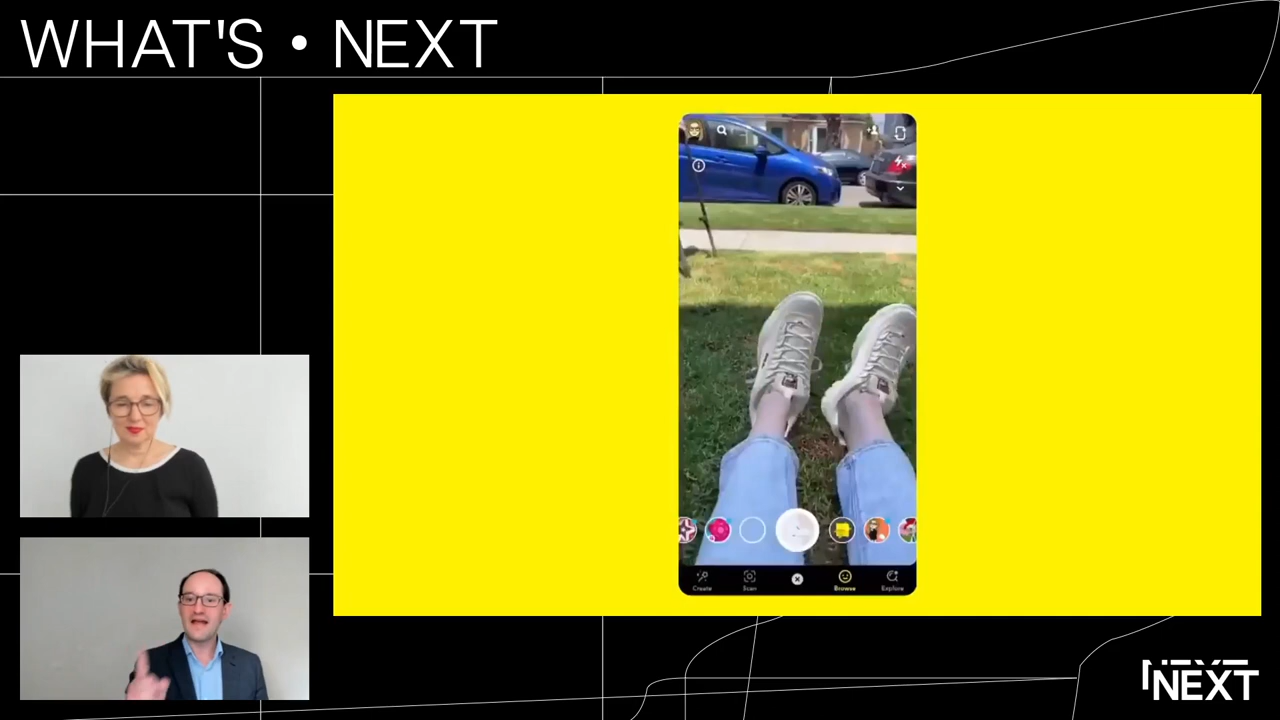 WHAT'S • NEXT
Create
Scan
Browse
Explore
NEXT